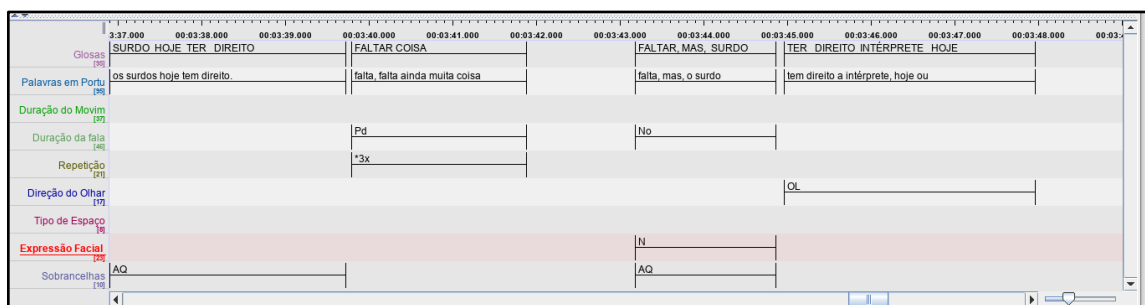 3:37.000 00:03:38.000 00:03:39.000 00:03:40.000 00:03:41.000 00:03:42.000 00:03:43.000 00:03:44.000 00:03:45.000 00:03:46.000 00:03:47.000 00:03:48.000 00:03:4
Glosas SURDO HOJE TER DIREITO FALTAR COISA FALTAR, MAS, SURDO TER DIREITO INTÉRPRETE HOJE
[95]
Palavras em Portu os surdos hoje tem direito. falta, falta ainda muita coisa falta, mas, o surdo tem direito a intérprete, hoje ou
[95]
Duração do Movim
[37]
Duração da fala Pd No
[46]
Repetição *3x
[21]
Direção do Olhar OL
[17]
Tipo de Espaço
Expressão Facial N
[23]
Sobrancelhas AQ AQ
[10]